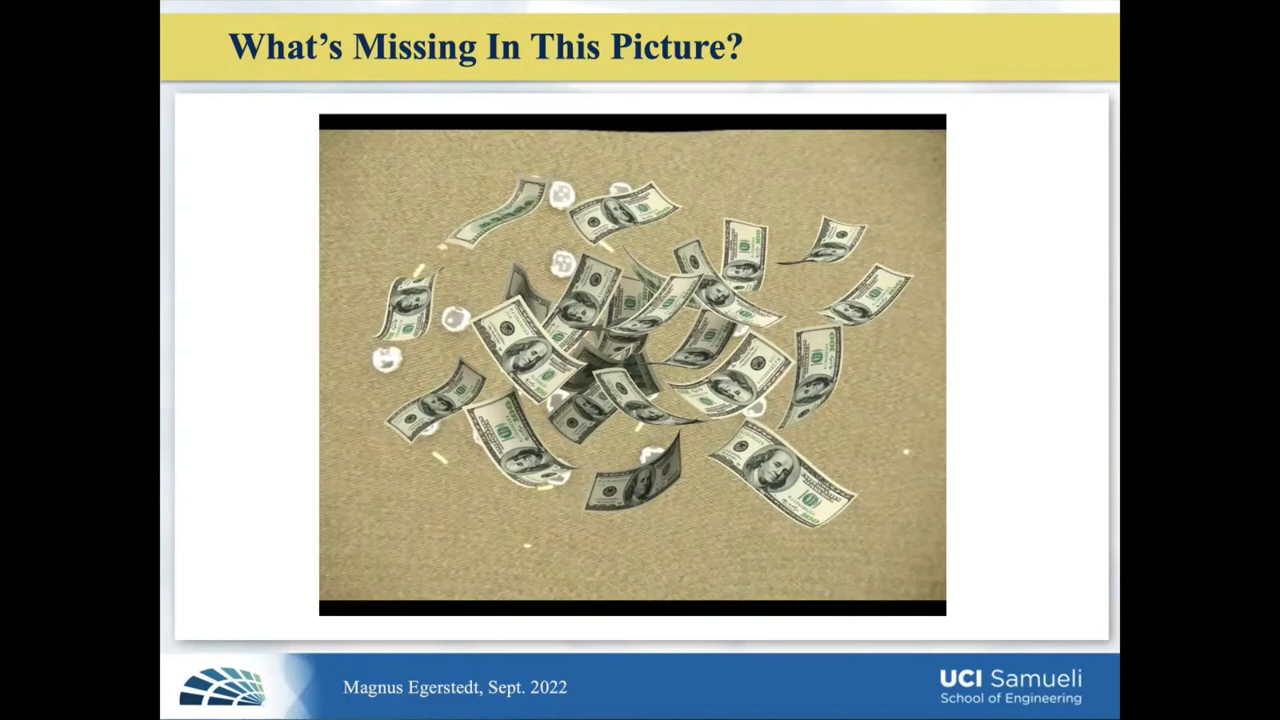 What's Missing In This Picture?
Magnus Egerstedt, Sept. 2022
UCI Samueli
School of Engineering